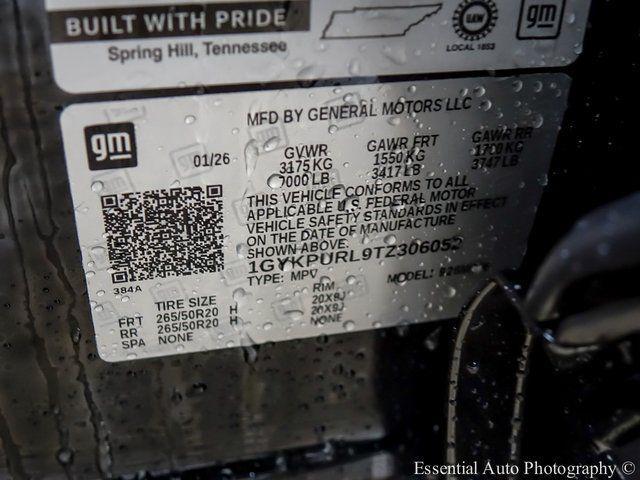 BUILT WITH PRIDE
Spring Hill, Tennessee
UAW
LOCAL 1853
gm
gm
MFD BY GENERAL MOTORS LLC
01/26
GVWR GAWR FRT GAWR RR
3175 KG 1550 KG 1700 KG
7000 LB 3417 LB 3747 LB
THIS VEHICLE CONFORMS TO ALL
APPLICABLE U.S. FEDERAL MOTOR
VEHICLE SAFETY STANDARDS IN EFFECT
ON THE DATE OF MANUFACTURE
SHOWN ABOVE.
1GYKPURL9TZ306052
TYPE: MPV MODEL:
384A
TIRE SIZE RIM
FRT 265/50R20 H 20X9J
RR 265/50R20 H 20X9J
SPA NONE NONE
Essential Auto Photography ©